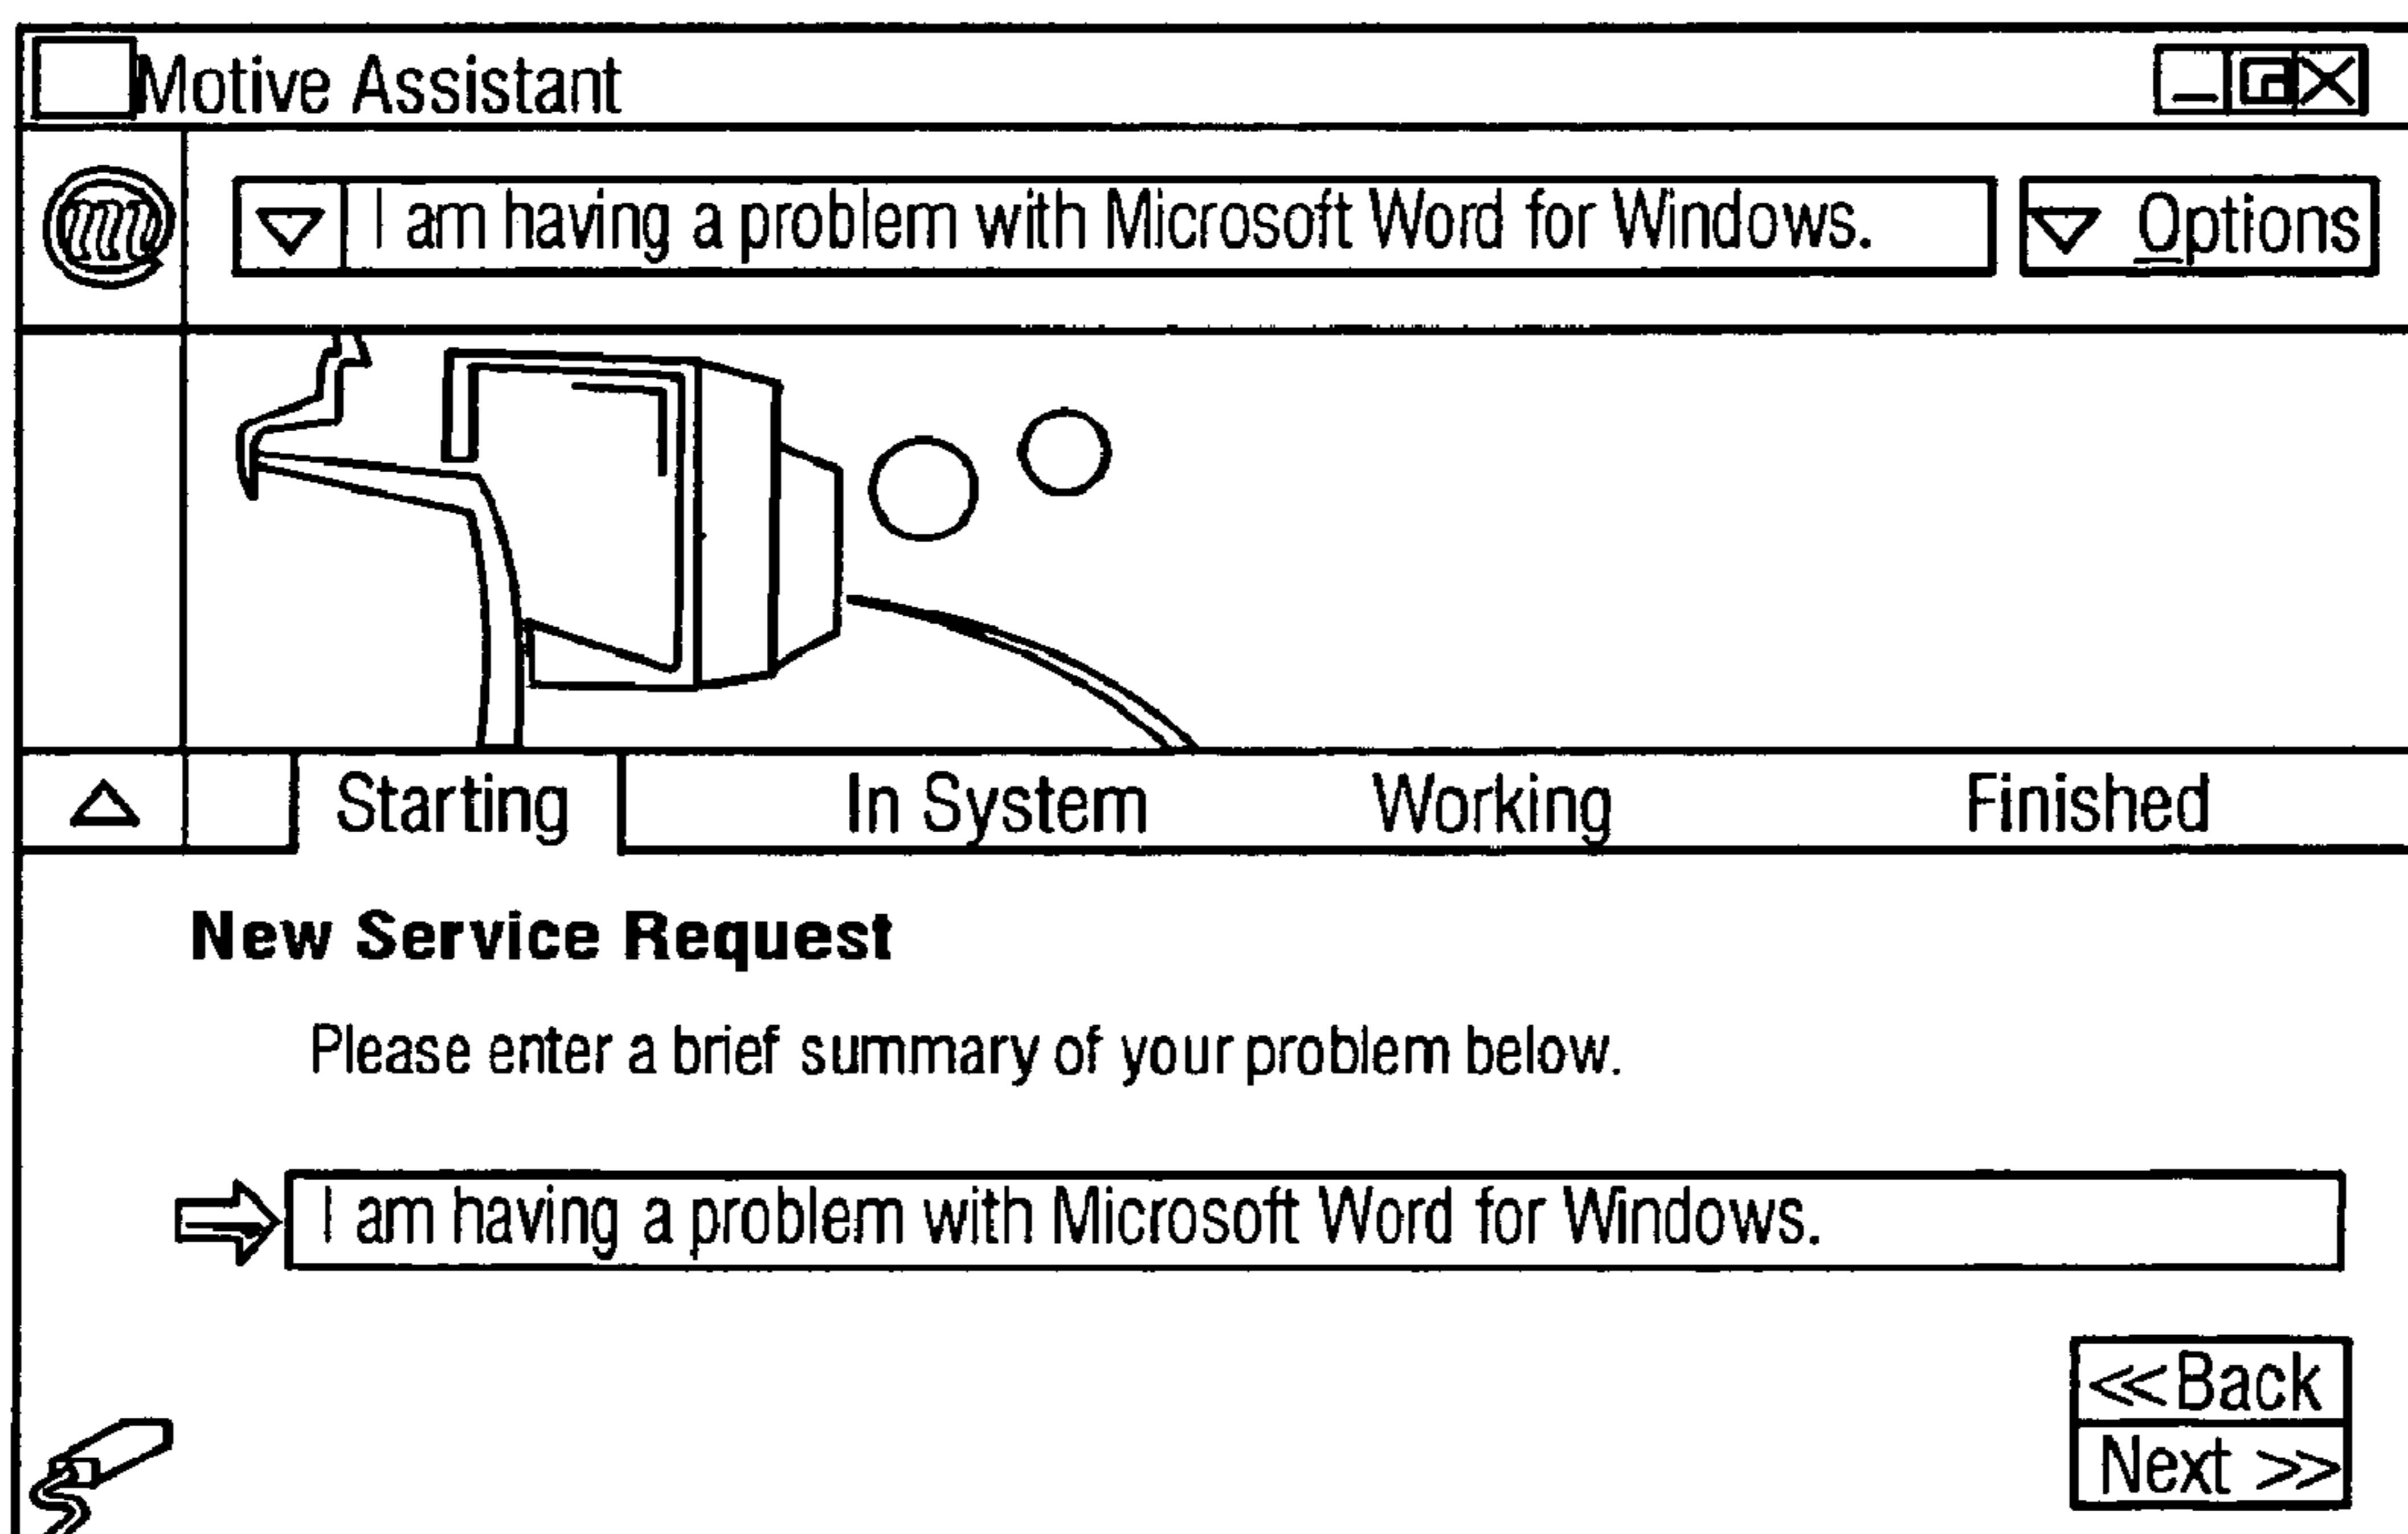 Motive Assistant
I am having a problem with Microsoft Word for Windows.
Options
Starting In System Working Finished
New Service Request
Please enter a brief summary of your problem below.
I am having a problem with Microsoft Word for Windows.
<<Back
Next >>